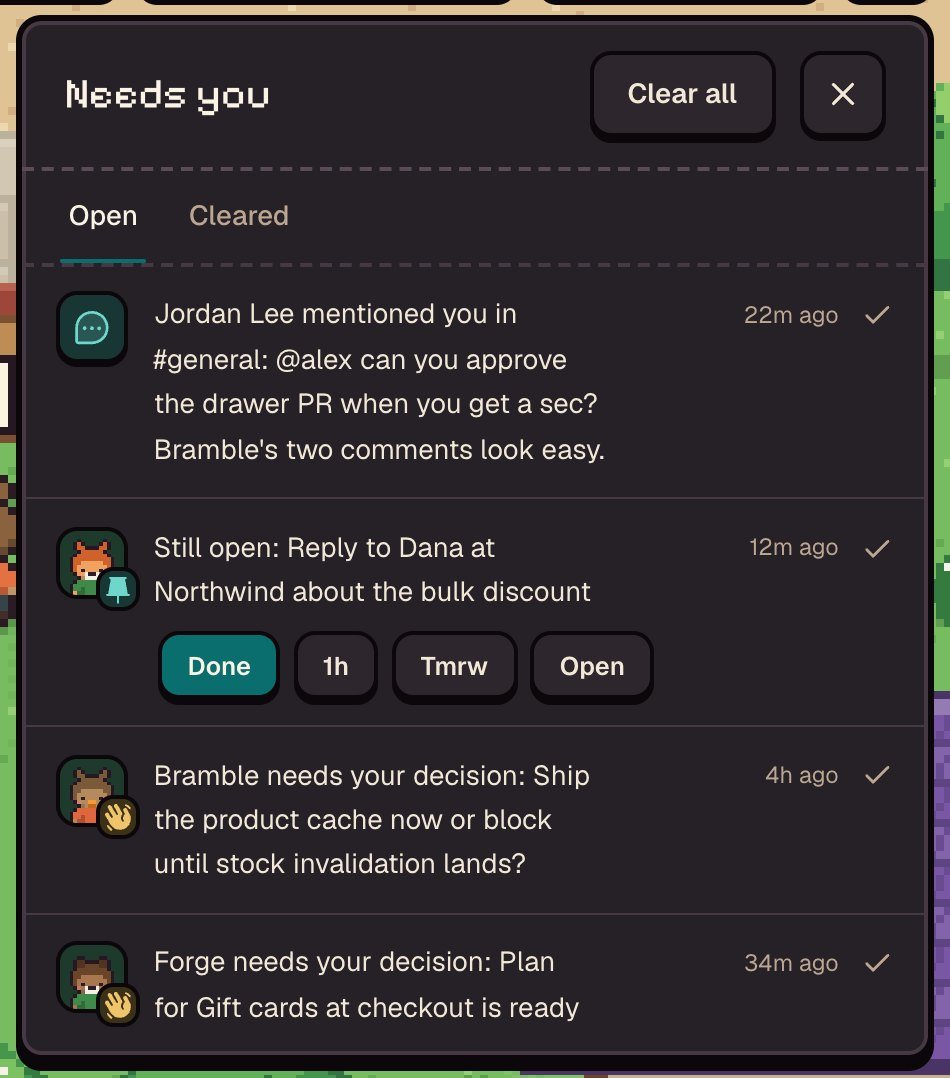 Needs you
Clear all
Open
Cleared
Jordan Lee mentioned you in
22m ago
#general: @alex can you approve
the drawer PR when you get a sec?
Bramble's two comments look easy.
Still open: Reply to Dana at
12m ago
Northwind about the bulk discount
Done
1h
Tmrw
Open
Bramble needs your decision: Ship
4h ago
the product cache now or block
until stock invalidation lands?
Forge needs your decision: Plan
34m ago
for Gift cards at checkout is ready